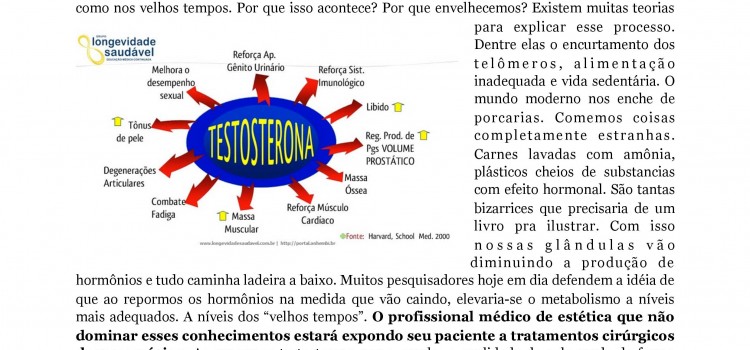 como nos velhos tempos. Por que isso acontece? Por que envelhecemos? Existem muitas teorias
para explicar esse processo.
Dentre elas o encurtamento dos
telômeros, alimentação
inadequada e vida sedentária. O
mundo moderno nos enche de
porcarias. Comemos coisas
completamente estranhas.
Carnes lavadas com amônia,
plásticos cheios de substancias
com efeito hormonal. São tantas
bizarrices que precisaria de um
livro pra ilustrar. Com isso
nossas glândulas vão
diminuindo a produção de
longevidade
saudável
Reforça Ap.
Gênito Urinário
Melhora o
desempenho
sexual
Reforça Sist.
Imunológico
Libido
Tônus
de pele
TESTOSTERONA
Reg. Prod. de
Pgs VOLUME
PROSTÁTICO
Degenerações
Articulares
Massa
Óssea
Combate
Fadiga
Massa
Muscular
Reforça Músculo
Cardíaco
Fonte: Harvard, School Med. 2000
hormônios e tudo caminha ladeira a baixo. Muitos pesquisadores hoje em dia defendem a idéia de
que ao repormos os hormônios na medida que vão caindo, elevaria-se o metabolismo a níveis
mais adequados. A níveis dos “velhos tempos”. O profissional médico de estética que não
dominar esses conhecimentos estará expondo seu paciente a tratamentos cirúrgicos